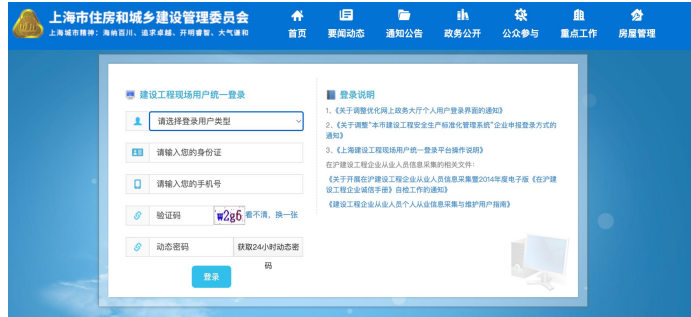 上海市住房和城乡建设管理委员会
上海城市精神：海纳百川、追求卓越、开明睿智、大气谦和
首页 要闻动态 通知公告 政务公开 公众参与 重点工作 房屋管理
建设工程现场用户统一登录
请选择登录用户类型
请输入您的身份证
请输入您的手机号
验证码 w2g6 看不清，换一张
动态密码 获取24小时动态密
码
登录
登录说明
1、《关于调整优化网上政务大厅个人用户登录界面的通知》
2、《关于调整"本市建设工程安全生产标准化管理系统"企业申报登录方式的
通知》
3、《上海建设工程现场用户统一登录平台操作说明》
在沪建设工程企业从业人员信息采集的相关文件：
《关于开展在沪建设工程企业从业人员信息采集暨2014年度电子版《在沪建
设工程企业诚信手册》自检工作的通知》
《建设工程企业从业人员个人从业信息采集与维护用户指南》